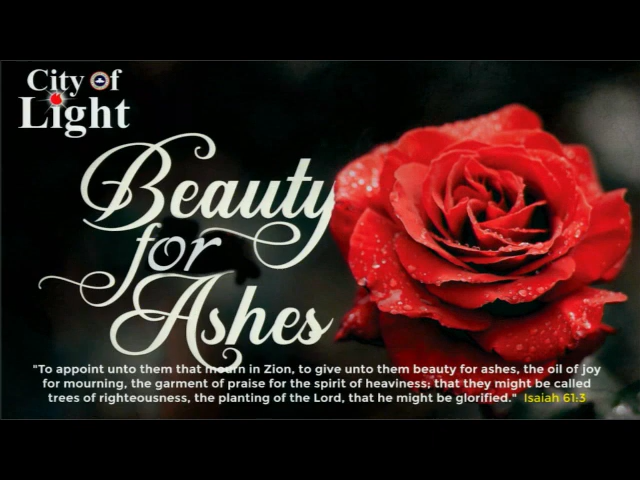 City of
Light
Beauty
for
Ashes
"To appoint unto them that mourn in Zion, to give unto them beauty for ashes, the oil of joy
for mourning, the garment of praise for the spirit of heaviness; that they might be called
trees of righteousness, the planting of the Lord, that he might be glorified." Isaiah 61:3